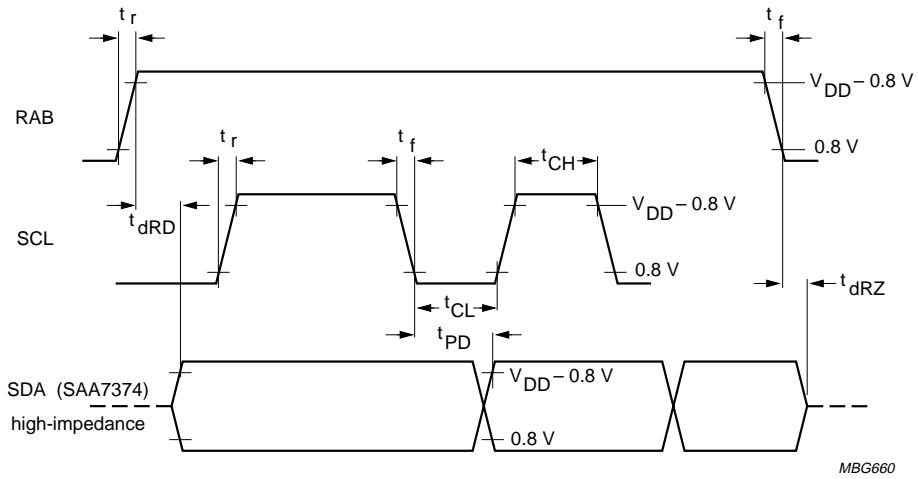 t r
t f
RAB
V DD – 0.8 V
0.8 V
t r
t f
t CH
t dRD
SCL
V DD – 0.8 V
0.8 V
t CL
t dRZ
t PD
SDA (SAA7374)
high-impedance
V DD – 0.8 V
0.8 V
MBG660